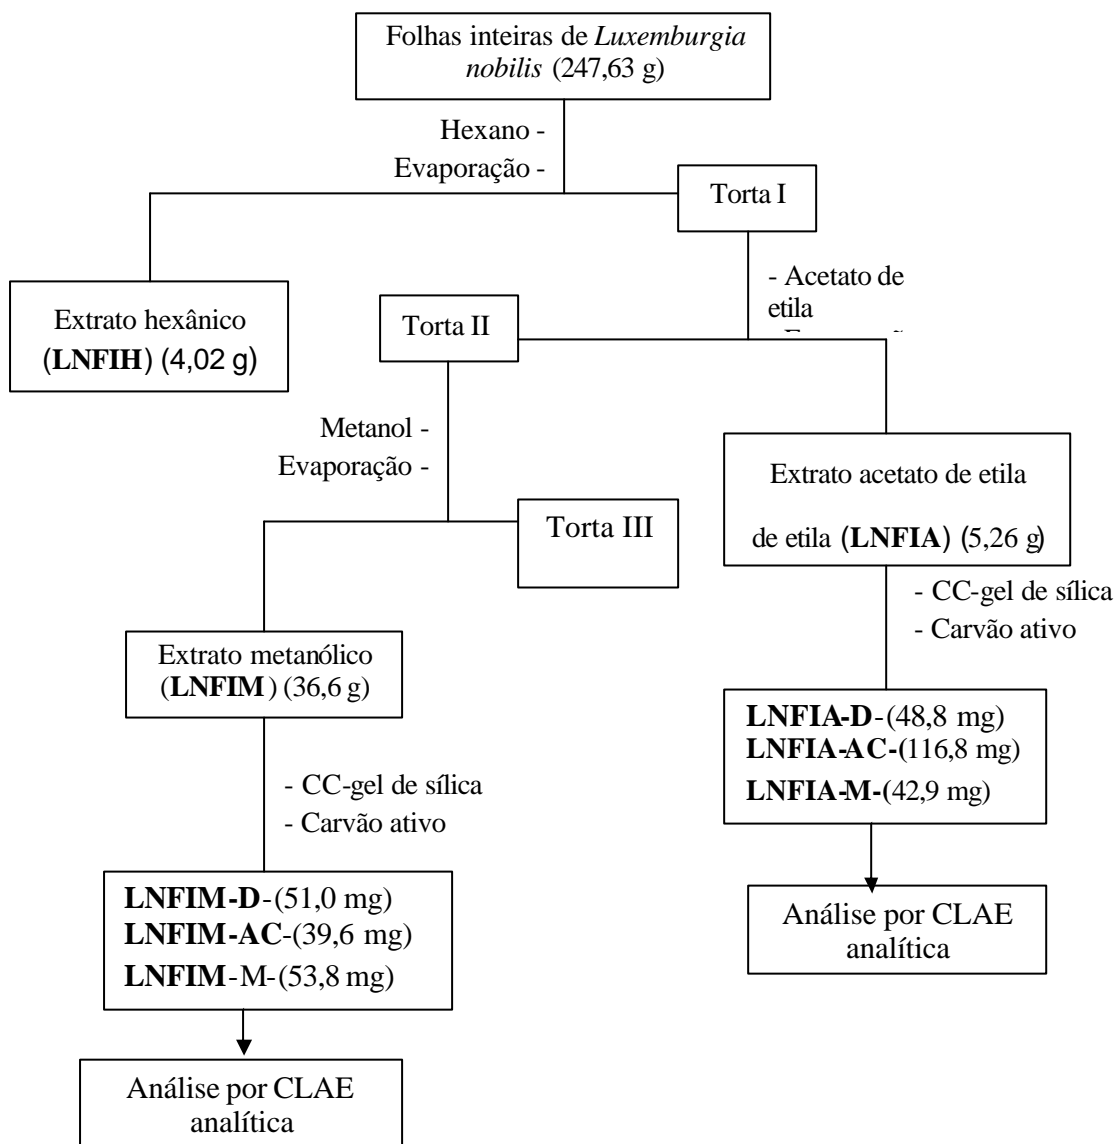 Folhas inteiras de Luxemburgia
nobilis (247,63 g)
Hexano -
Evaporação -
Torta I
- Acetato de
etila
Extrato hexânico
(LNFIH) (4,02 g)
Torta II
Metanol -
Evaporação -
Extrato acetato de etila
de etila (LNFIA) (5,26 g)
Torta III
- CC-gel de sílica
- Carvão ativo
Extrato metanólico
(LNFIM) (36,6 g)
LNFIA-D-(48,8 mg)
LNFIA-AC-(116,8 mg)
LNFIA-M-(42,9 mg)
- CC-gel de sílica
- Carvão ativo
LNFIM-D-(51,0 mg)
LNFIM-AC-(39,6 mg)
LNFIM-M-(53,8 mg)
Análise por CLAE
analítica
Análise por CLAE
analítica